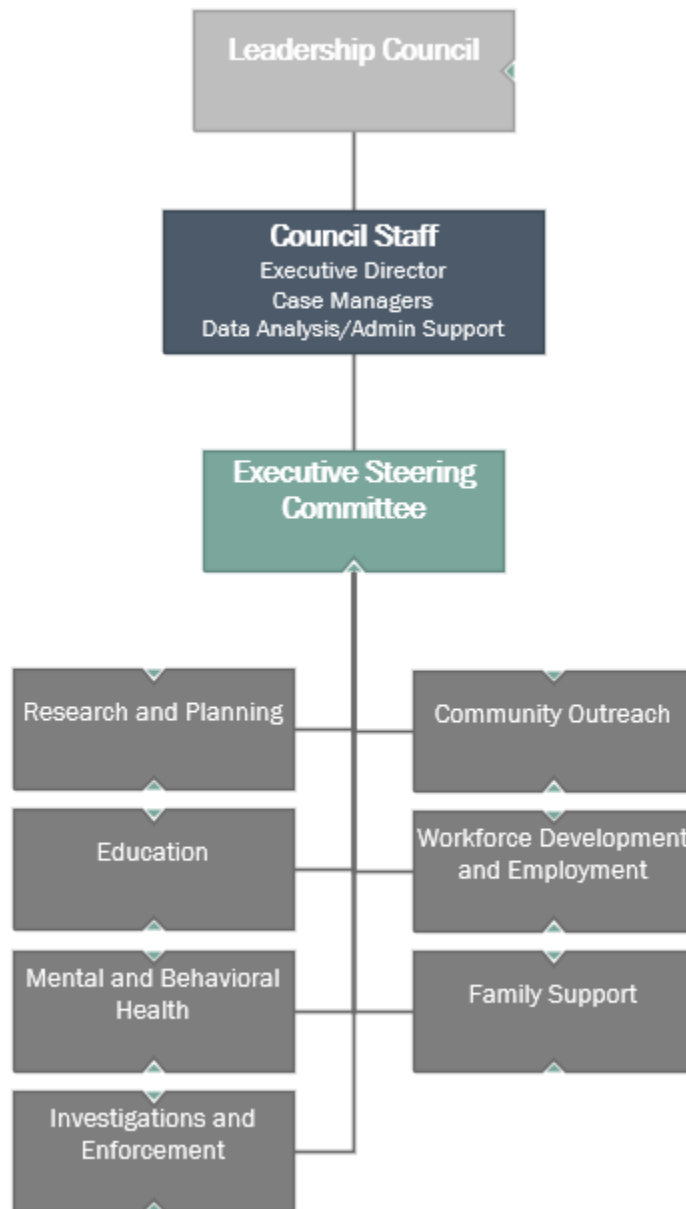 Leadership Council
Council Staff
Executive Director
Case Managers
Data Analysis/Admin Support
Executive Steering
Committee
Research and Planning
Community Outreach
Education
Workforce Development
and Employment
Mental and Behavioral
Health
Family Support
Investigations and
Enforcement